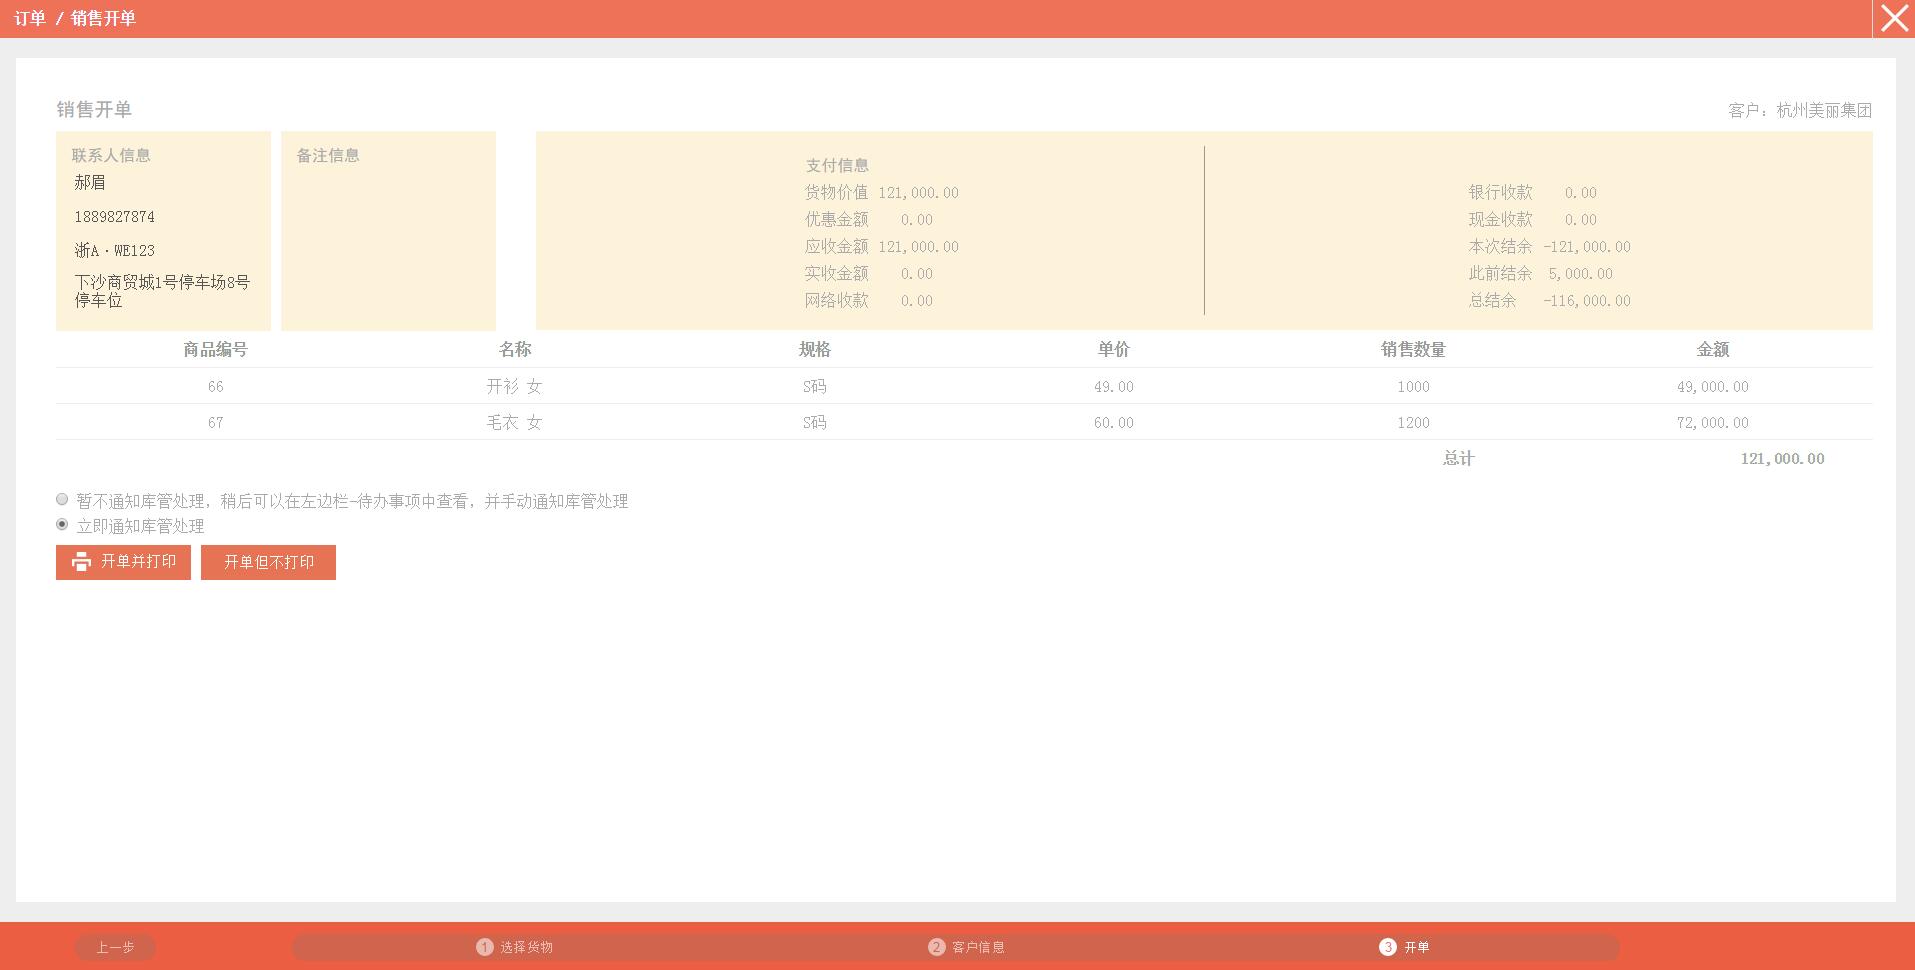 订单 / 销售开单
销售开单
客户：杭州美丽集团
联系人信息
郝眉
1889827874
浙A·WE123
下沙商贸城1号停车场8号
停车位
备注信息
支付信息
货物价值 121,000.00
优惠金额 0.00
应收金额 121,000.00
实收金额 0.00
网络收款 0.00
银行收款 0.00
现金收款 0.00
本次结余 -121,000.00
此前结余 5,000.00
总结余 -116,000.00
商品编号 名称 规格 单价 销售数量 金额
66 开衫 女 S码 49.00 1000 49,000.00
67 毛衣 女 S码 60.00 1200 72,000.00
总计 121,000.00
暂不通知库管处理，稍后可以在左边栏-待办事项中查看，并手动通知库管处理
立即通知库管处理
开单并打印 开单但不打印
上一步 1 选择货物 2 客户信息 3 开单